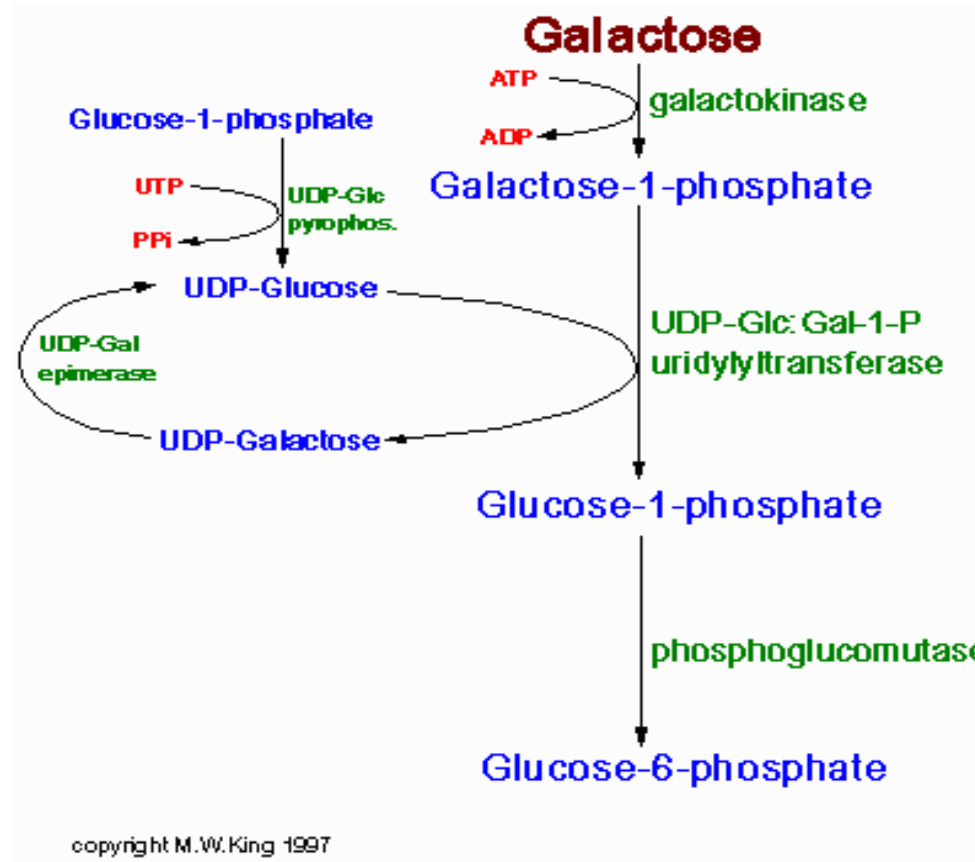 Galactose
ATP
galactokinase
ADP
Glucose-1-phosphate
Galactose-1-phosphate
UTP
UDP-Glc
pyrophos.
PPi
UDP-Glucose
UDP-Glc:Gal-1-P
uridylyltransferase
UDP-Gal
epimerase
UDP-Galactose
Glucose-1-phosphate
phosphoglucomutase
Glucose-6-phosphate
copyright M.W.King 1997